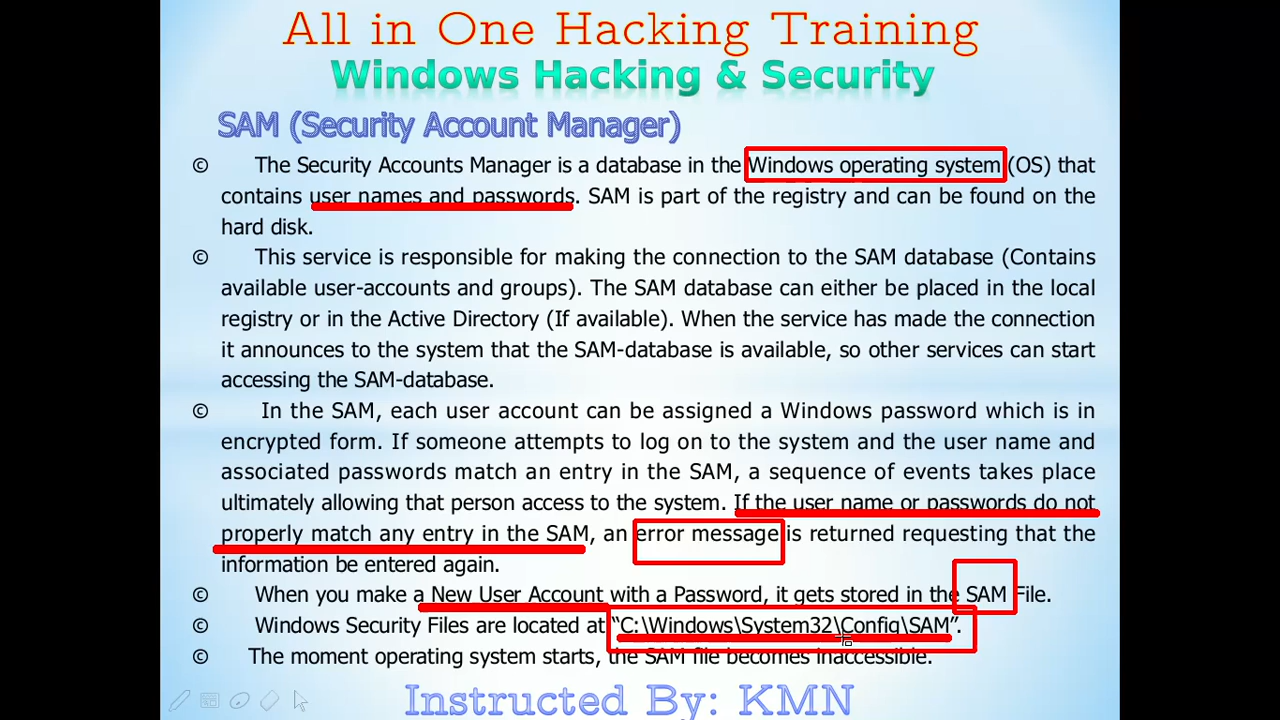 All in One Hacking Training
Windows Hacking & Security
SAM (Security Account Manager)
© The Security Accounts Manager is a database in the Windows operating system (OS) that
contains user names and passwords. SAM is part of the registry and can be found on the
hard disk.
© This service is responsible for making the connection to the SAM database (Contains
available user-accounts and groups). The SAM database can either be placed in the local
registry or in the Active Directory (If available). When the service has made the connection
it announces to the system that the SAM-database is available, so other services can start
accessing the SAM-database.
© In the SAM, each user account can be assigned a Windows password which is in
encrypted form. If someone attempts to log on to the system and the user name and
associated passwords match an entry in the SAM, a sequence of events takes place
ultimately allowing that person access to the system. If the user name or passwords do not
properly match any entry in the SAM, an error message is returned requesting that the
information be entered again.
© When you make a New User Account with a Password, it gets stored in the SAM File.
© Windows Security Files are located at “C:\Windows\System32\Config\SAM”.
© The moment operating system starts, the SAM file becomes inaccessible.
Instructed By: KMN